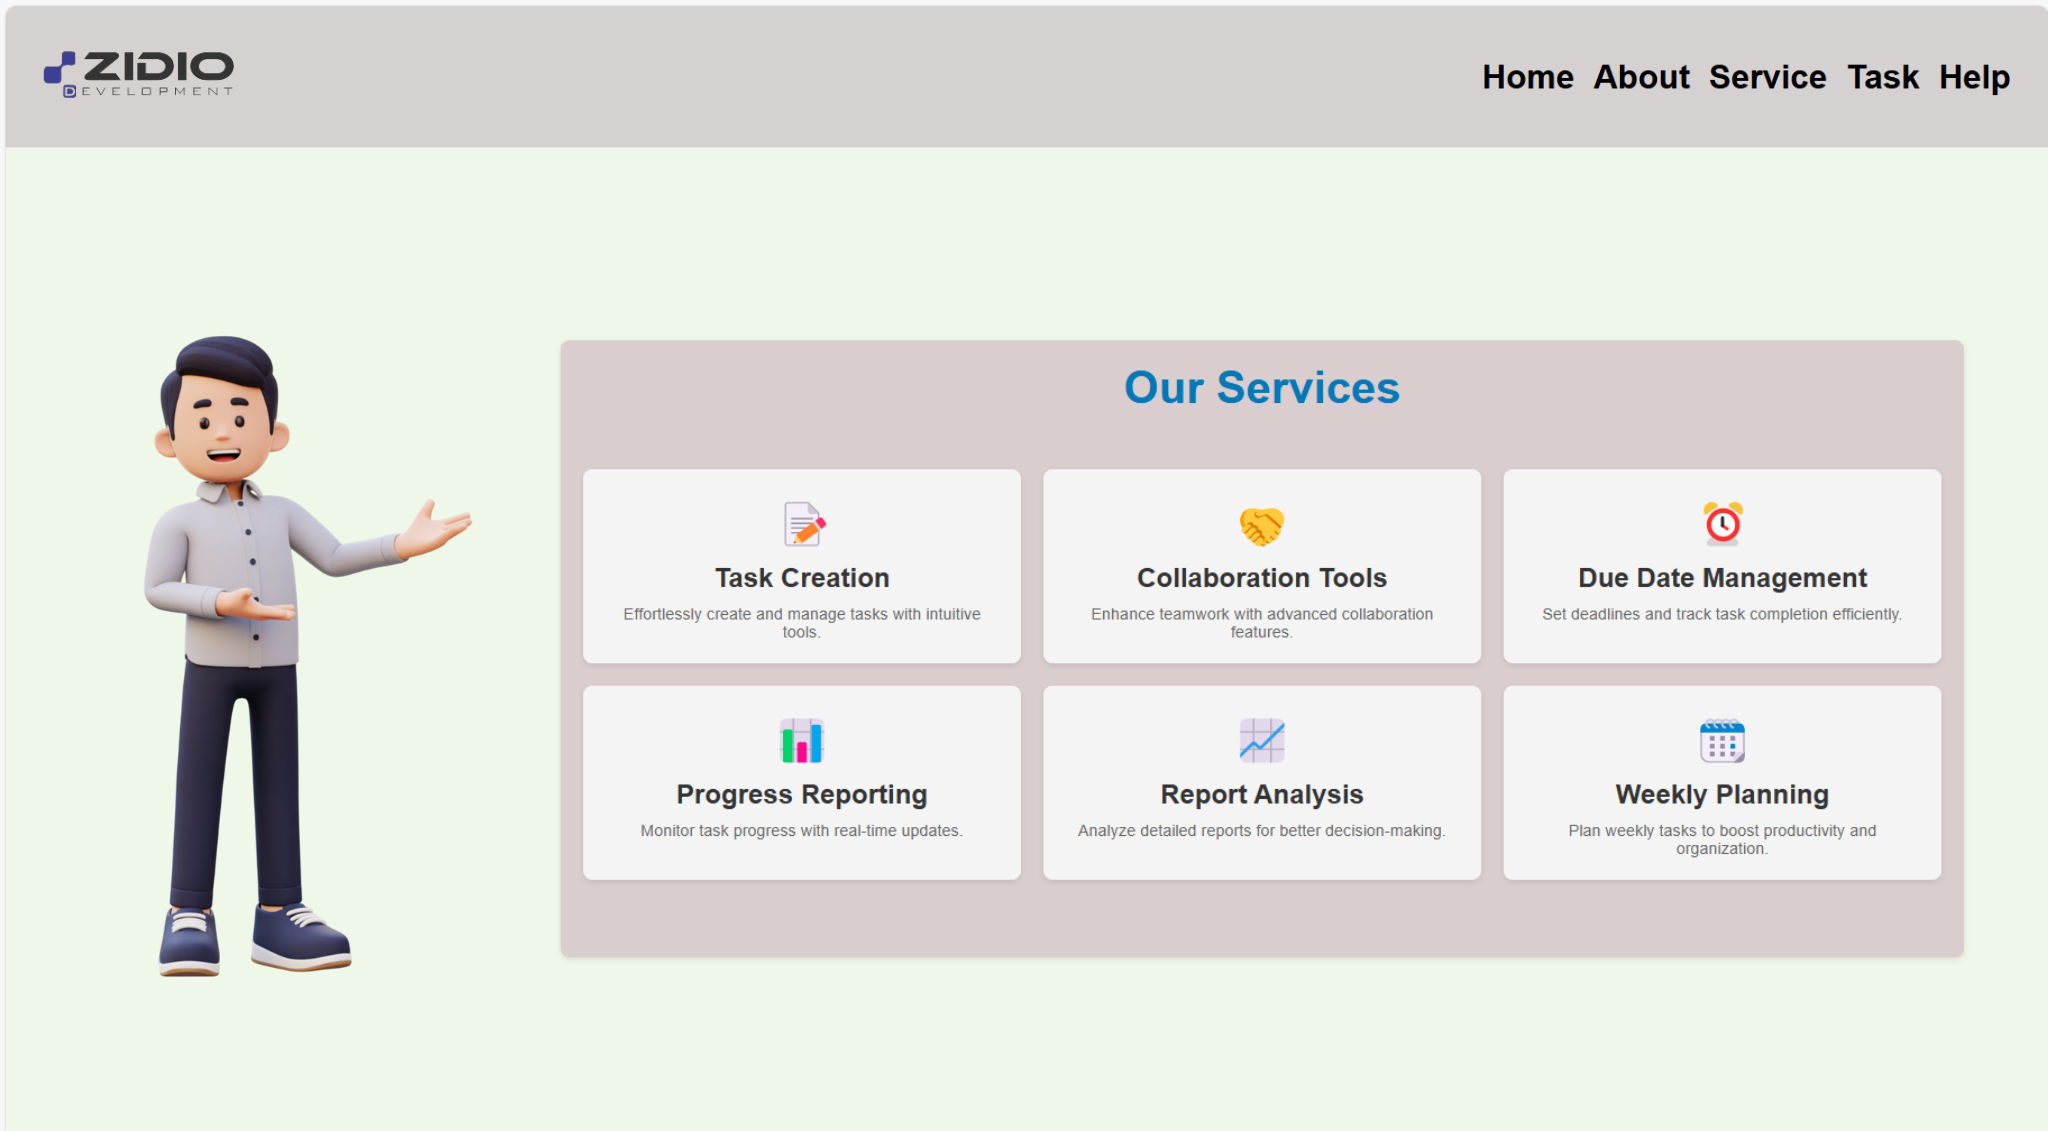 ZIDIO
DEVELOPMENT
Home About Service Task Help
Our Services
Task Creation
Effortlessly create and manage tasks with intuitive
tools.
Collaboration Tools
Enhance teamwork with advanced collaboration
features.
Due Date Management
Set deadlines and track task completion efficiently.
Progress Reporting
Monitor task progress with real-time updates.
Report Analysis
Analyze detailed reports for better decision-making.
Weekly Planning
Plan weekly tasks to boost productivity and
organization.